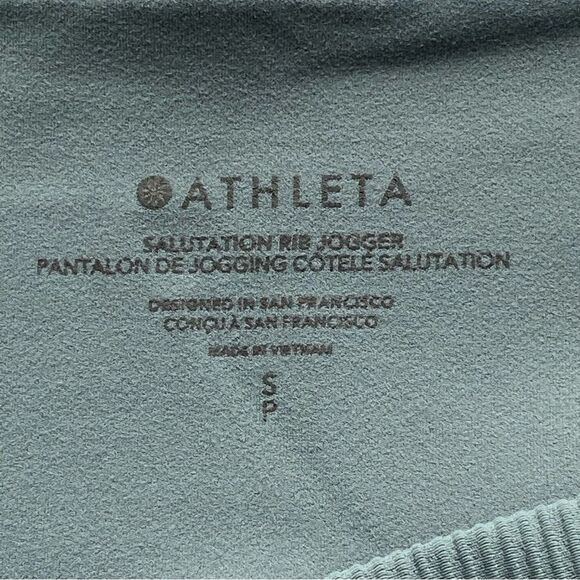 ATHLETA
SALUTATION RIB JOGGER
PANTALON DE JOGGING CÔTELÉ SALUTATION
DESIGNED IN SAN FRANCISCO
CONÇU À SAN FRANCISCO
MADE IN VIETNAM
S
P